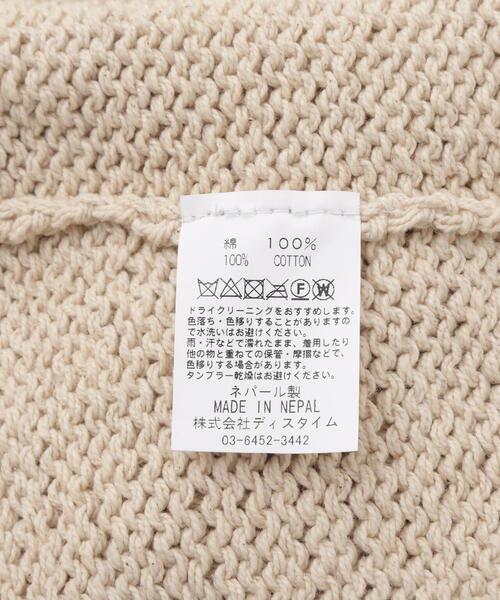 綿 100%
100% COTTON
ドライクリーニングをおすすめします。
色落ち・色移りすることがありますの
で水洗いはお避けください。
雨・汗などで濡れたまま、着用したり
他の物と重ねての保管・摩擦などで、
色移りする場合があります。
タンブラー乾燥はお避けください。
ネパール製
MADE IN NEPAL
株式会社ディスタイム
03-6452-3442